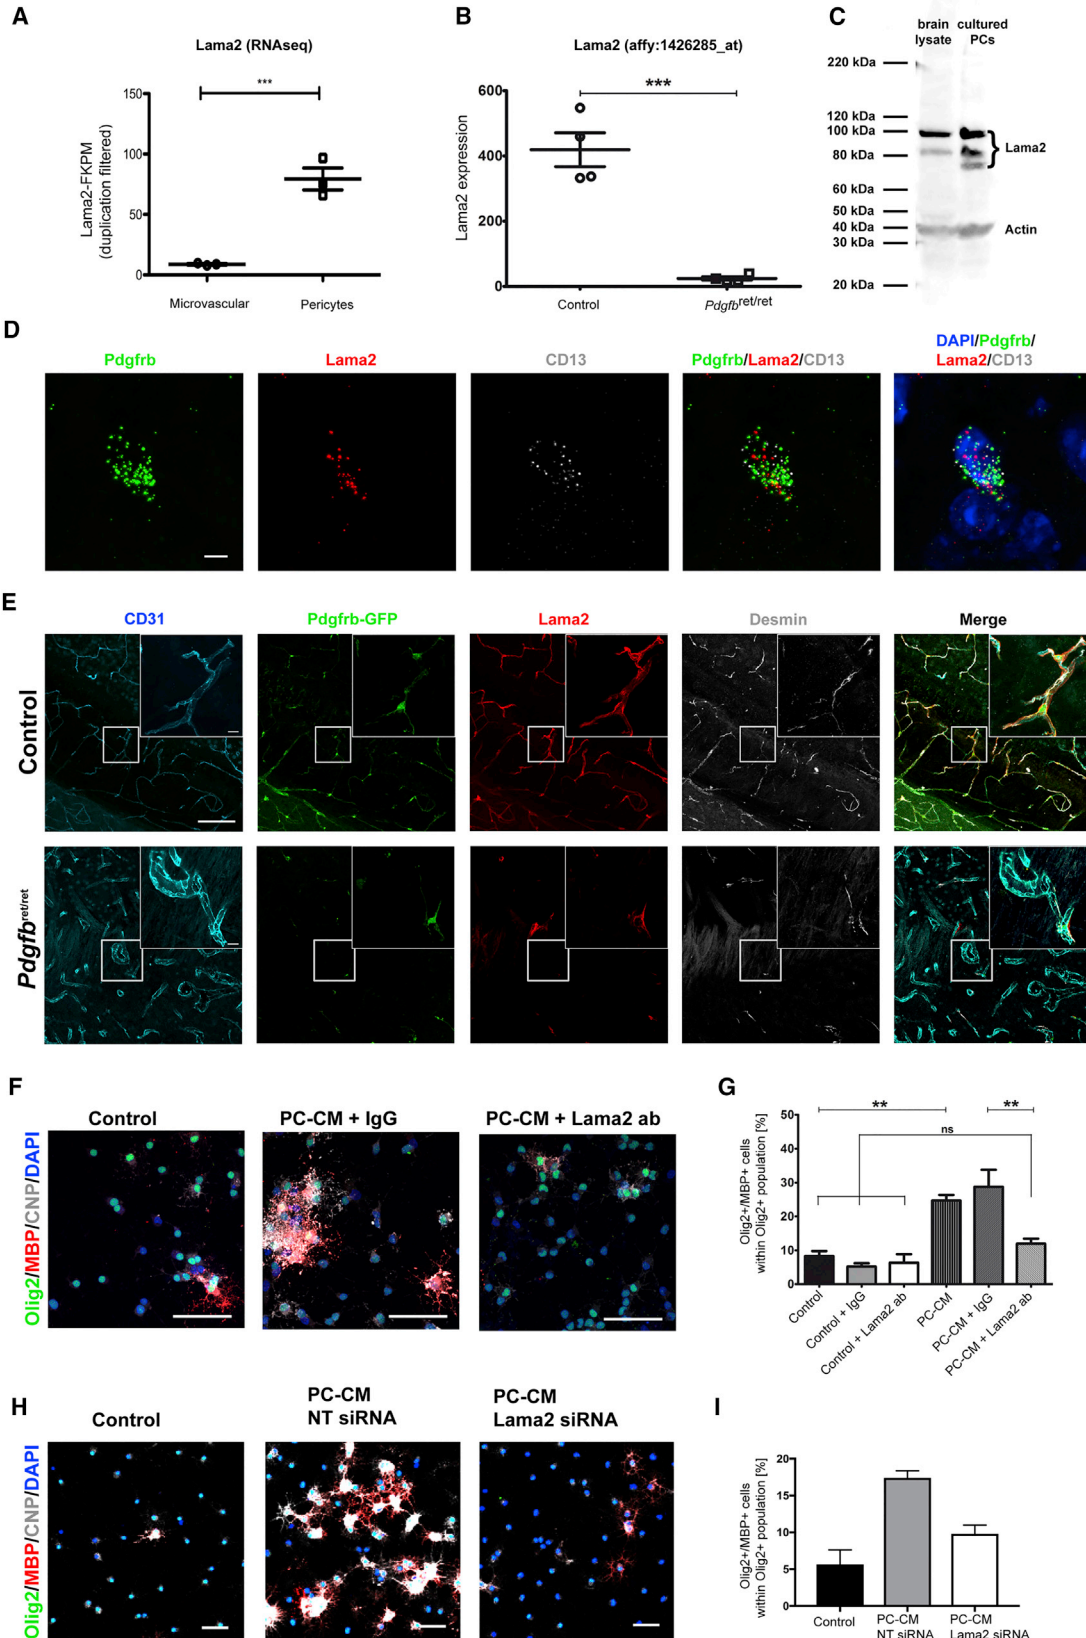 A
Lama2 (RNAseq)
***
150
100
50
0
Lama2-FKPM
(duplication filtered)
Microvascular
Pericytes
B
Lama2 (affy:1426285_at)
***
600
400
200
0
Lama2 expression
Control
Pdgfb ret/ret
C
brain lysate
cultured PCs
220 kDa
120 kDa
100 kDa
80 kDa
60 kDa
50 kDa
40 kDa
30 kDa
20 kDa
Lama2
Actin
D
Pdgfrb
Lama2
CD13
Pdgfrb/Lama2/CD13
DAPI/Pdgfrb/
Lama2/CD13
E
CD31
Pdgfrb-GFP
Lama2
Desmin
Merge
Control
Pdgfb ret/ret
F
Control
PC-CM + IgG
PC-CM + Lama2 ab
Olig2/MBP/CNP/DAPI
G
**
**
ns
50
40
30
20
10
0
Olig2+/MBP+ cells
within Olig2+ population [%]
Control
Control + IgG
Control + Lama2 ab
PC-CM
PC-CM + IgG
PC-CM + Lama2 ab
H
Control
PC-CM
NT siRNA
PC-CM
Lama2 siRNA
Olig2/MBP/CNP/DAPI
I
20
15
10
5
0
Olig2+/MBP+ cells
within Olig2+ population [%]
Control
PC-CM
NT siRNA
PC-CM
Lama2 siRNA